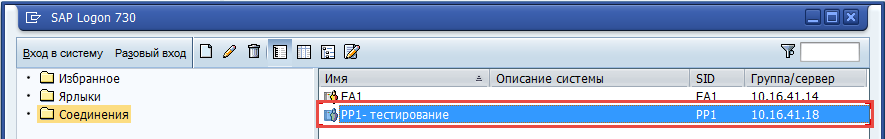 SAP Logon 730
Вход в систему Разовый вход
Избранное
Ярлыки
Соединения
Имя Описание системы SID Группа/сервер
EA1 EA1 10.16.41.14
PP1- тестирование PP1 10.16.41.18